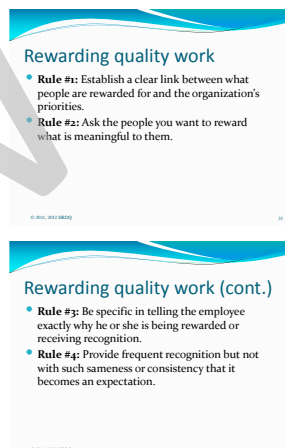 Rewarding quality work
• Rule #1: Establish a clear link between what
people are rewarded for and the organization's
priorities.
• Rule #2: Ask the people you want to reward
what is meaningful to them.
© 2011, 2012 HRDQ
Rewarding quality work (cont.)
• Rule #3: Be specific in telling the employee
exactly why he or she is being rewarded or
receiving recognition.
• Rule #4: Provide frequent recognition but not
with such sameness or consistency that it
becomes an expectation.